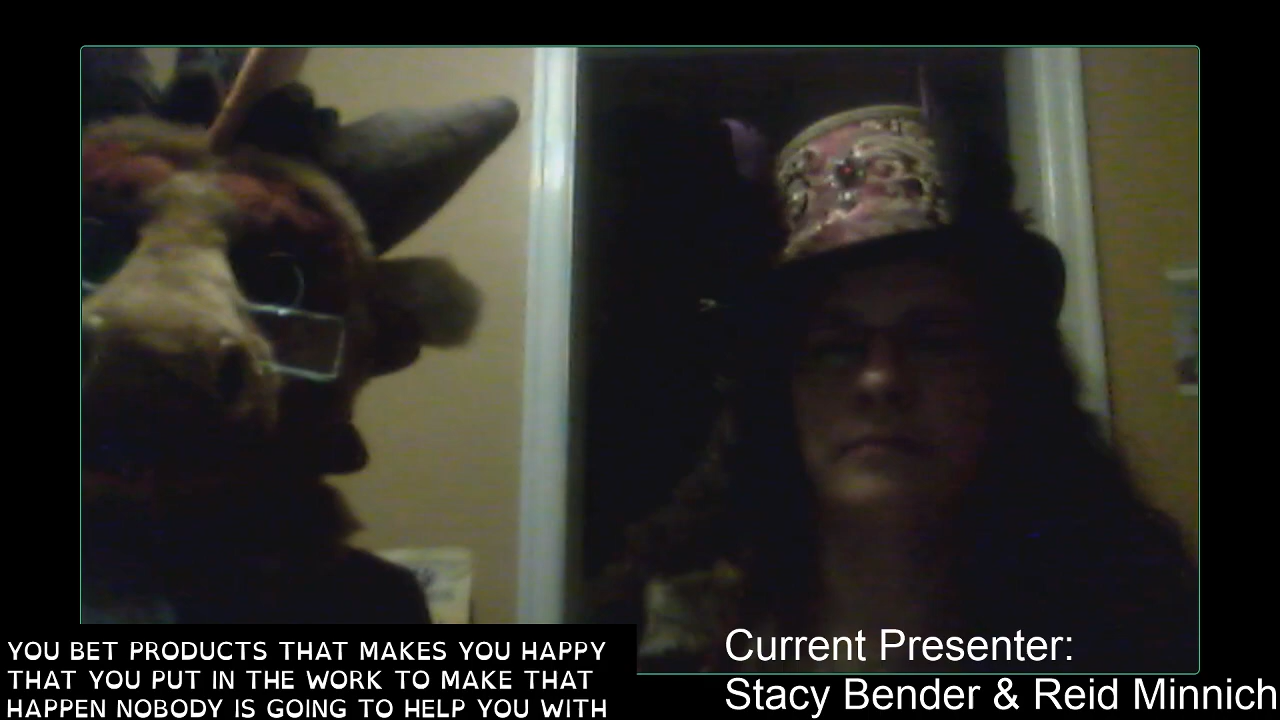 YOU BET PRODUCTS THAT MAKES YOU HAPPY
THAT YOU PUT IN THE WORK TO MAKE THAT
HAPPEN NOBODY IS GOING TO HELP YOU WITH
Current Presenter:
Stacy Bender & Reid Minnich